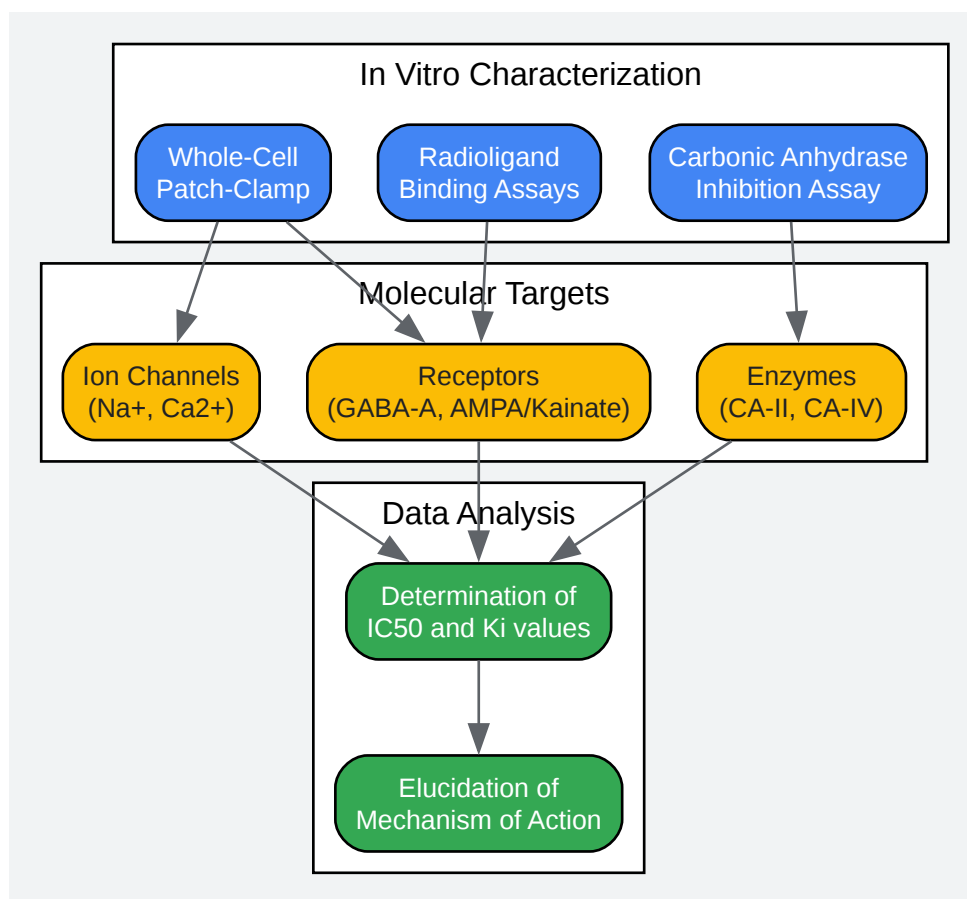 In Vitro Characterization
Whole-Cell
Patch-Clamp
Radioligand
Binding Assays
Carbonic Anhydrase
Inhibition Assay
Molecular Targets
Ion Channels
(Na+, Ca2+)
Receptors
(GABA-A, AMPA/Kainate)
Enzymes
(CA-II, CA-IV)
Data Analysis
Determination of
IC50 and Ki values
Elucidation of
Mechanism of Action